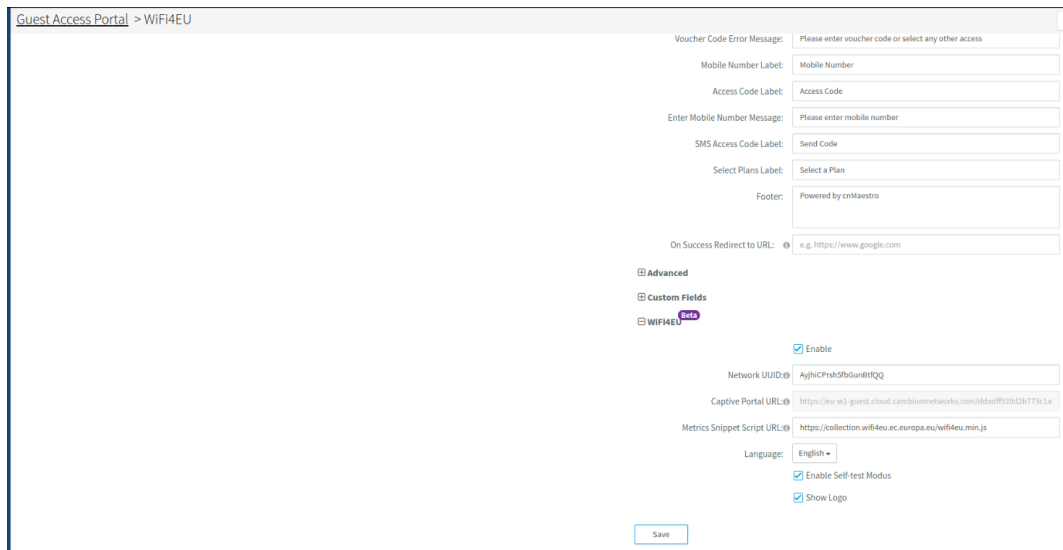 Guest Access Portal > WiFi4EU
Voucher Code Error Message: Please enter voucher code or select any other access
Mobile Number Label: Mobile Number
Access Code Label: Access Code
Enter Mobile Number Message: Please enter mobile number
SMS Access Code Label: Send Code
Select Plans Label: Select a Plan
Footer: Powered by cnMaestro
On Success Redirect to URL: e.g. https://www.google.com
Advanced
Custom Fields
WiFi4EU Beta
Enable
Network UUID: AyjhiCPrsh5fbGunBtfQQ
Captive Portal URL: https://eu-w1-guest.cloud.cambiumnetworks.com/ddadff939d2b773c1a
Metrics Snippet Script URL: https://collection.wifi4eu.ec.europa.eu/wifi4eu.min.js
Language: English
Enable Self-test Modus
Show Logo
Save